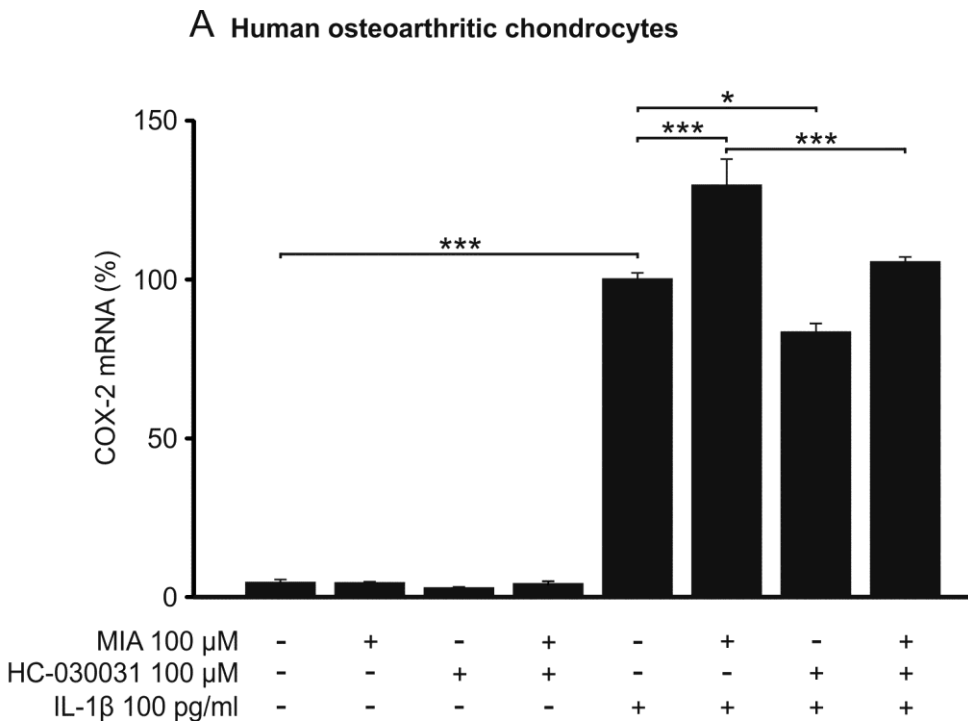 A Human osteoarthritic chondrocytes
*
150
*** ***
***
100
COX-2 mRNA (%)
50
0
MIA 100 µM - + - + - + - +
HC-030031 100 µM - - + + - - + +
IL-1β 100 pg/ml - - - - + + + +